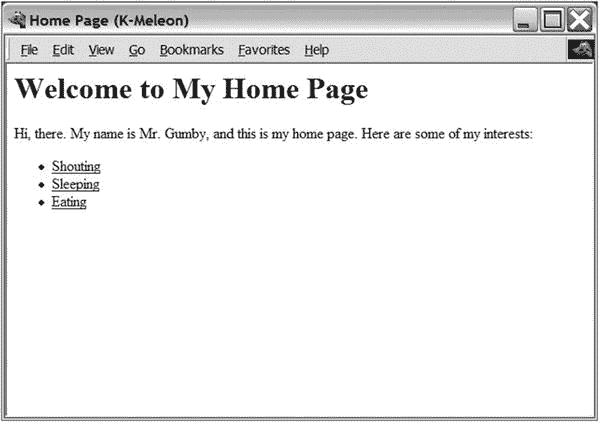 Home Page (K-Meleon)
File Edit View Go Bookmarks Favorites Help
Welcome to My Home Page
Hi, there. My name is Mr. Gumby, and this is my home page. Here are some of my interests:
Shouting
Sleeping
Eating